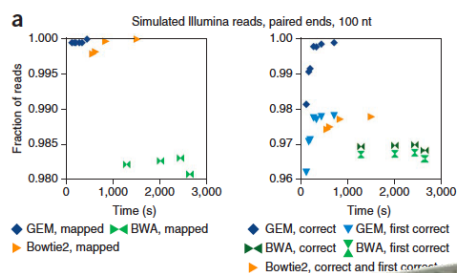 a
Simulated Illumina reads, paired ends, 100 nt
Fraction of reads
1.000
0.995
0.990
0.985
0.980
0 1,000 2,000 3,000
Time (s)
GEM, mapped BWA, mapped
Bowtie2, mapped
1.00
0.99
0.98
0.97
0.96
0 1,000 2,000 3,000
Time (s)
GEM, correct GEM, first correct
BWA, correct BWA, first correct
Bowtie2, correct and first correct